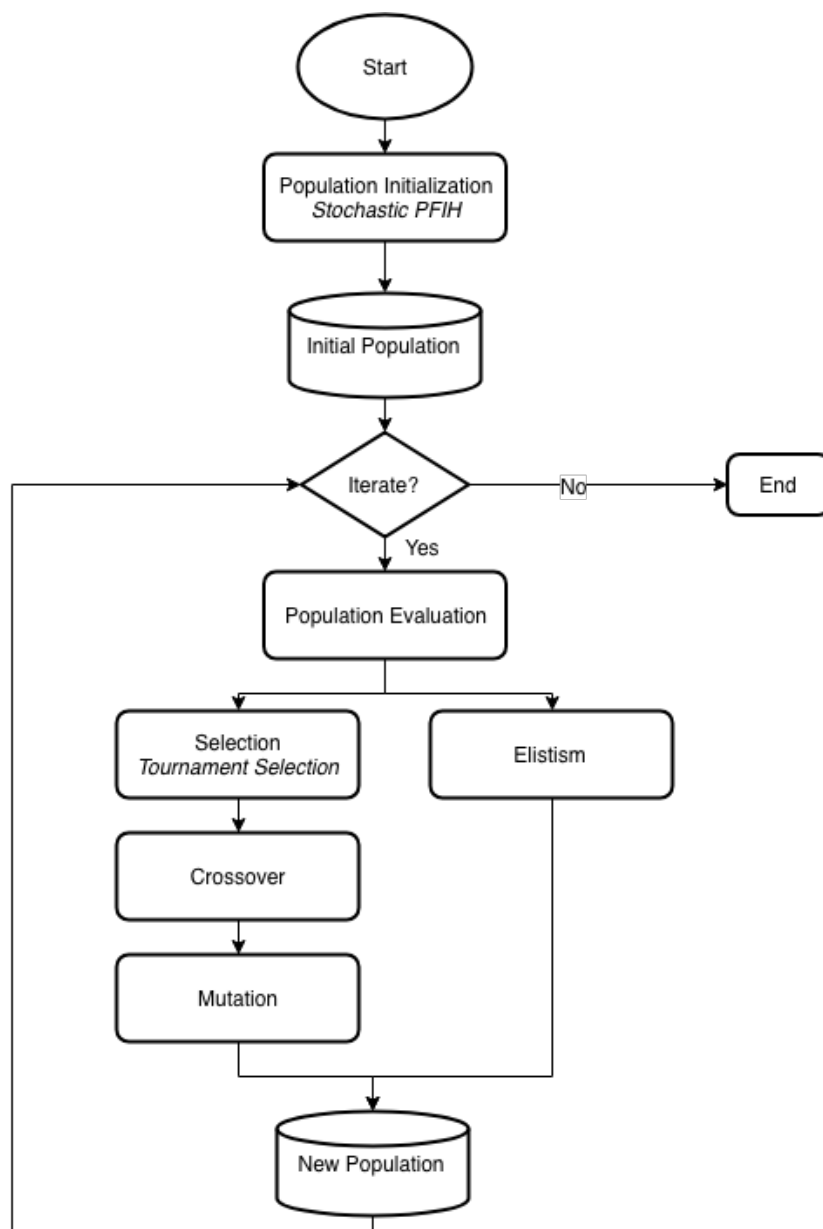 Start
Population Initialization
Stochastic PFIH
Initial Population
Iterate?
No
End
Yes
Population Evaluation
Selection
Tournament Selection
Elistism
Crossover
Mutation
New Population